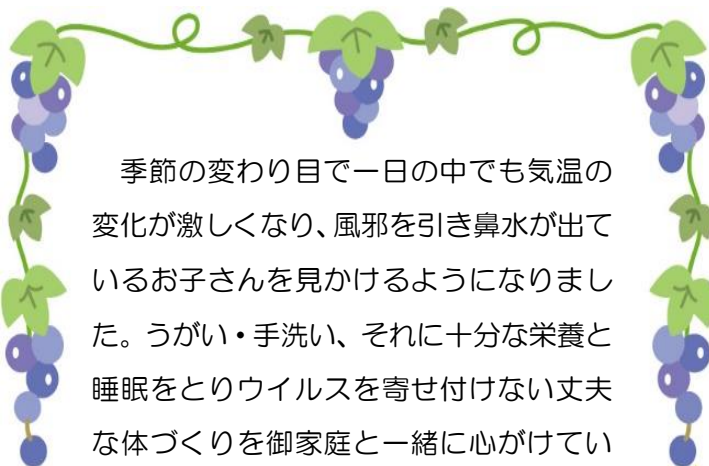 季節の変わり目で一日の中でも気温の
変化が激しくなり、風邪を引き鼻水が出て
いるお子さんを見かけるようになりまし
た。うがい・手洗い、それに十分な栄養と
睡眠をとりウイルスを寄せ付けない丈夫
な体づくりを御家庭と一緒に心がけてい